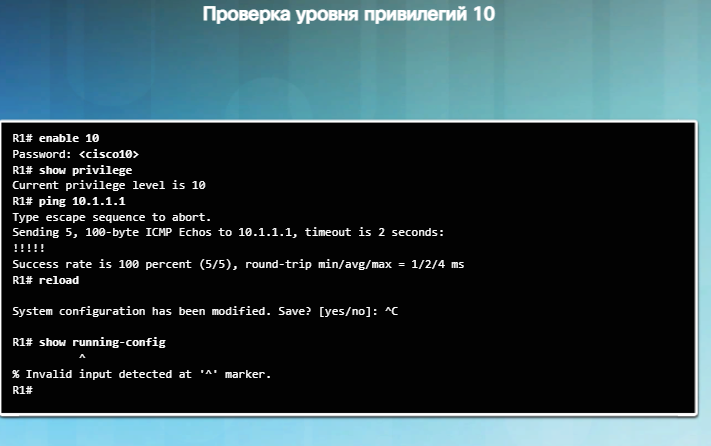 Проверка уровня привилегий 10
R1# enable 10
Password: <cisco10>
R1# show privilege
Current privilege level is 10
R1# ping 10.1.1.1
Type escape sequence to abort.
Sending 5, 100-byte ICMP Echos to 10.1.1.1, timeout is 2 seconds:
!!!!!
Success rate is 100 percent (5/5), round-trip min/avg/max = 1/2/4 ms
R1# reload
System configuration has been modified. Save? [yes/no]: ^C
R1# show running-config
^
% Invalid input detected at '^' marker.
R1#